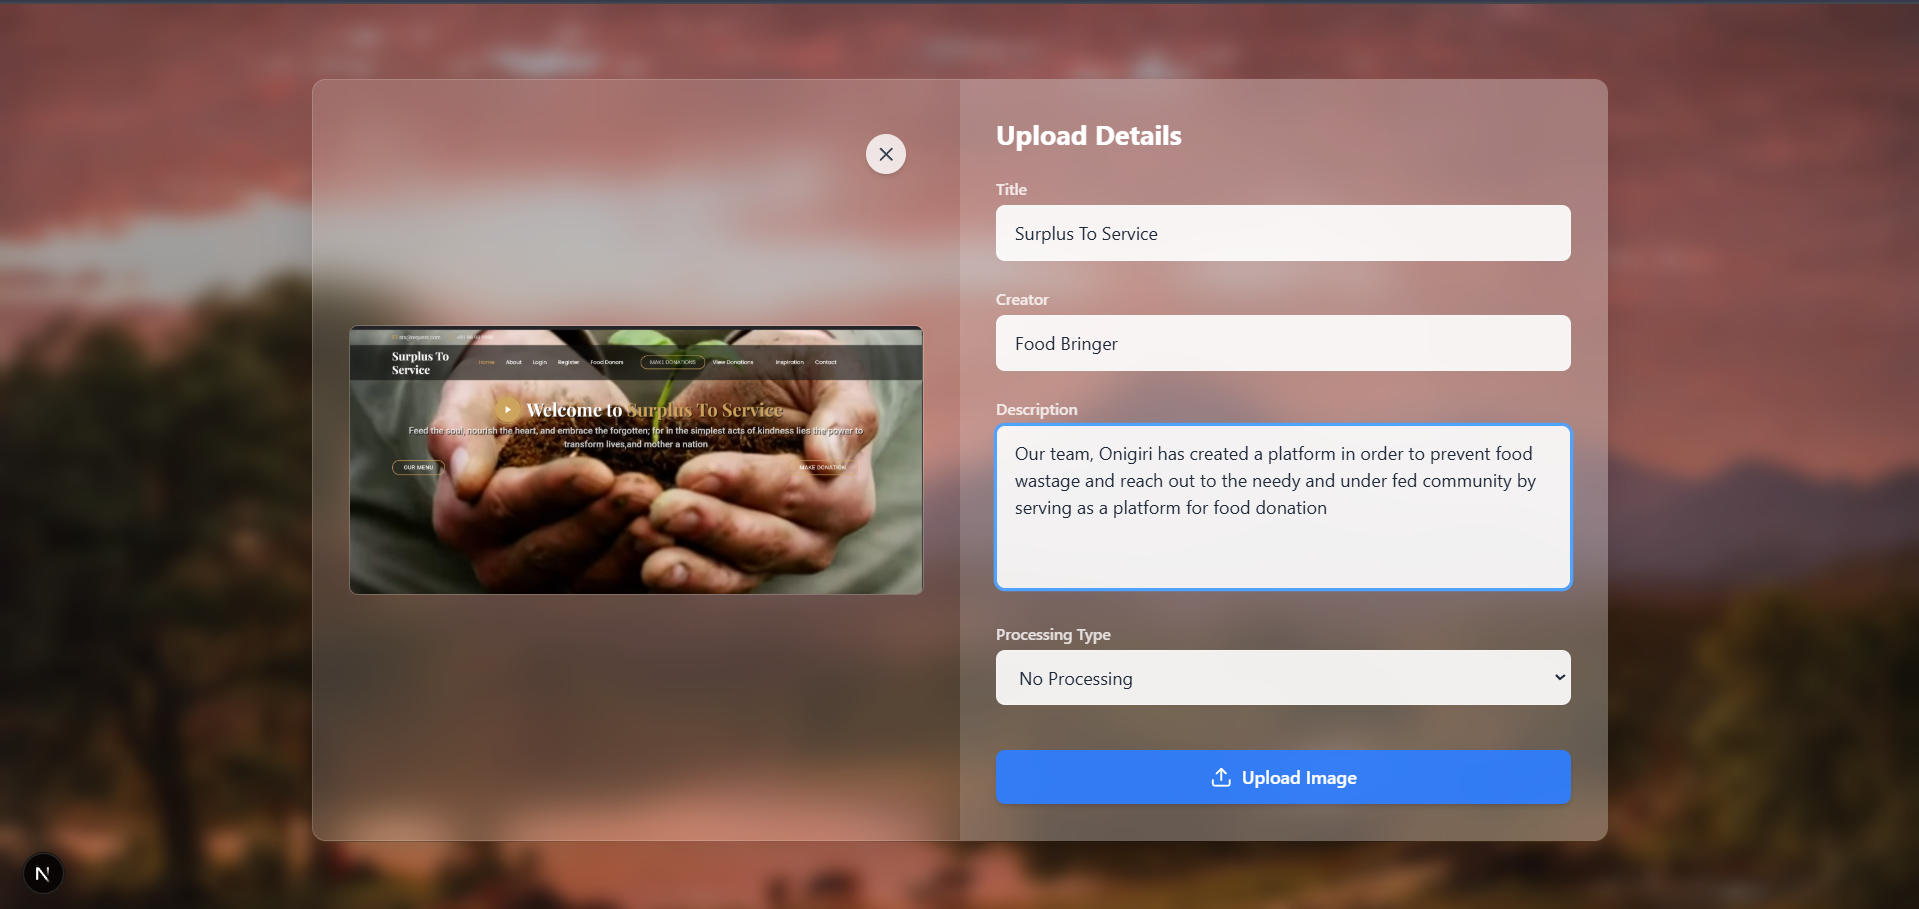 Upload Details
Title
Surplus To Service
Creator
Food Bringer
Description
Our team, Onigiri has created a platform in order to prevent food
wastage and reach out to the needy and under fed community by
serving as a platform for food donation
Processing Type
No Processing
Upload Image
Surplus To
Service
Home About Login Register Food Donors MAKE DONATIONS View Donations Inspiration Contact
Welcome to Surplus To Service
Feed the soul, nourish the heart, and embrace the forgotten; for in the simplest acts of kindness lies the power to
transform lives,and mother a nation
OUR MENU
MAKE DONATION
N